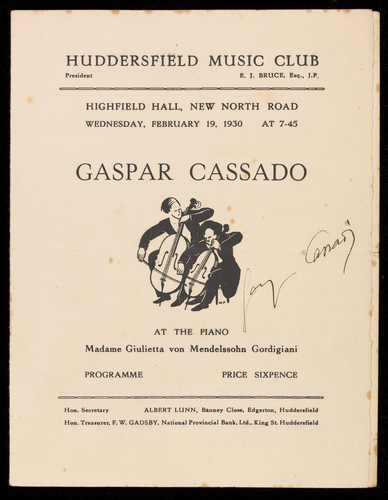 HUDDERSFIELD MUSIC CLUB
President E. J. BRUCE, Esq., J.P.
HIGHFIELD HALL, NEW NORTH ROAD
WEDNESDAY, FEBRUARY 19, 1930 AT 7-45
GASPAR CASSADO
Cassadó
AT THE PIANO
Madame Giulietta von Mendelssohn Gordigiani
PROGRAMME PRICE SIXPENCE
Hon. Secretary ALBERT LUNN, Banney Close, Edgerton, Huddersfield
Hon. Treasurer, F. W. GADSBY, National Provincial Bank, Ltd., King St. Huddersfield